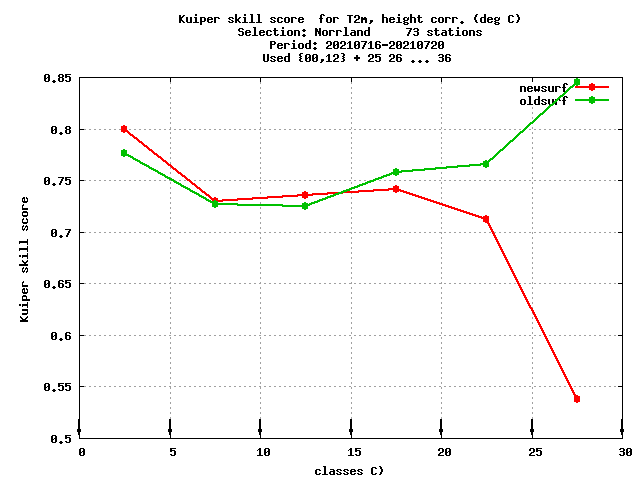 Kuiper skill score  for T2m, height corr. (deg C)
Selection: Norrland     73 stations
Period: 20210716-20210720
Used {00,12} + 25 26 ... 36
newsurf
oldsurf
0.85
0.8
0.75
0.7
0.65
0.6
0.55
0.5
Kuiper skill score
0 5 10 15 20 25 30
classes C)